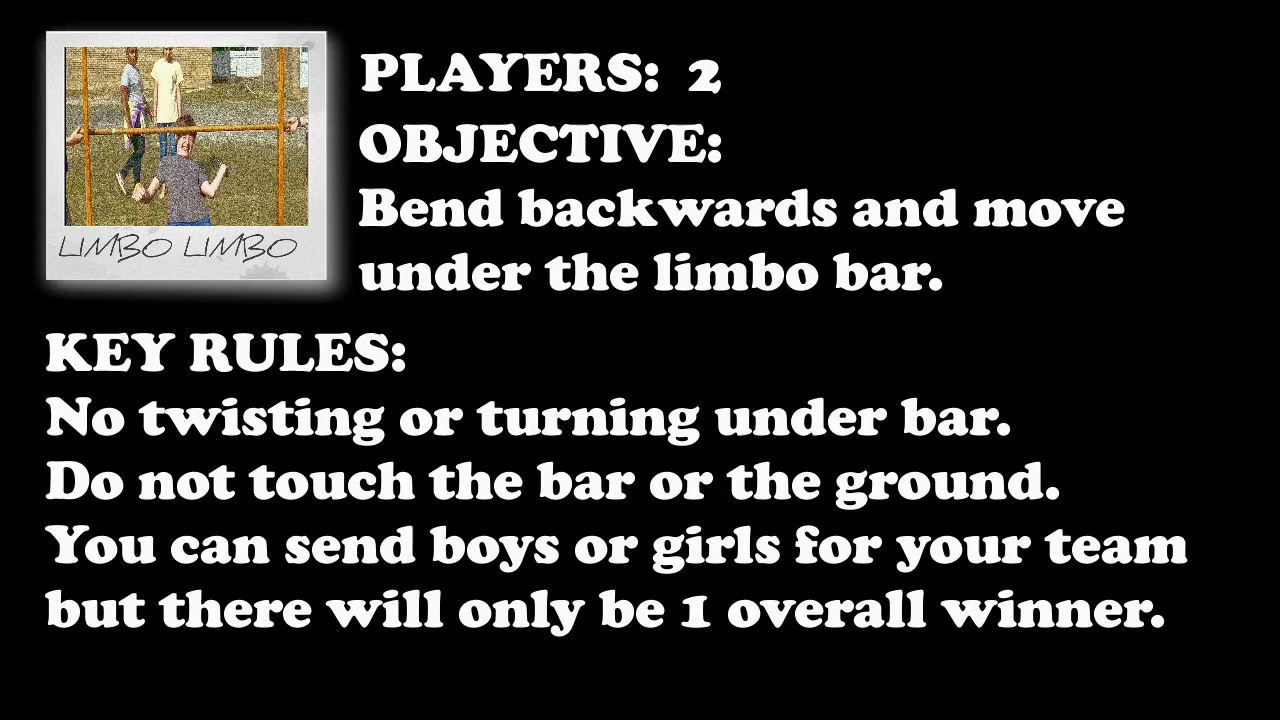 LIMBO LIMBO
PLAYERS: 2
OBJECTIVE:
Bend backwards and move
under the limbo bar.
KEY RULES:
No twisting or turning under bar.
Do not touch the bar or the ground.
You can send boys or girls for your team
but there will only be 1 overall winner.